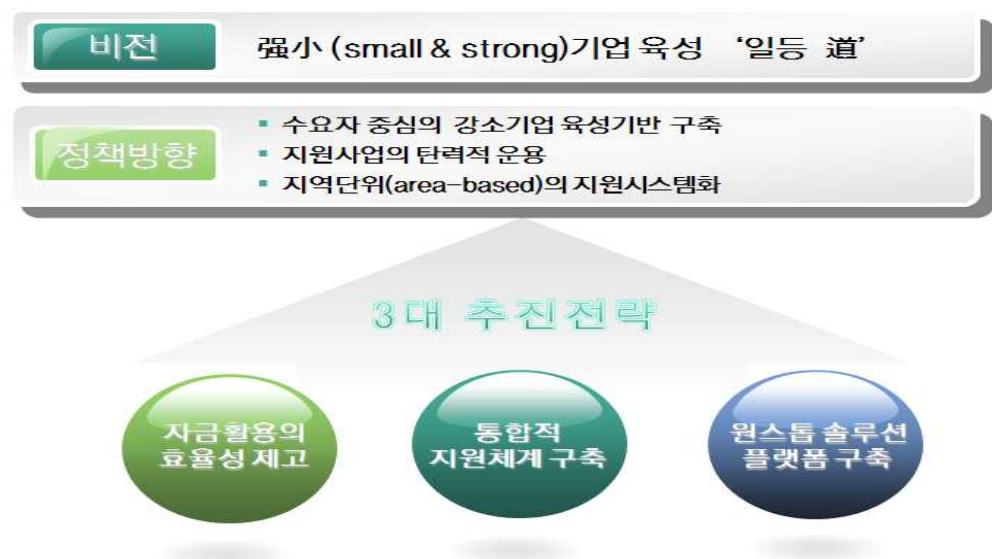 비전
强小 (small & strong)기업 육성 ‘일등 道’
정책방향
▪ 수요자 중심의 강소기업 육성기반 구축
▪ 지원사업의 탄력적 운용
▪ 지역단위(area-based)의 지원시스템화
3대 추진전략
자금활용의
효율성 제고
통합적
지원체계 구축
원스톱 솔루션
플랫폼 구축